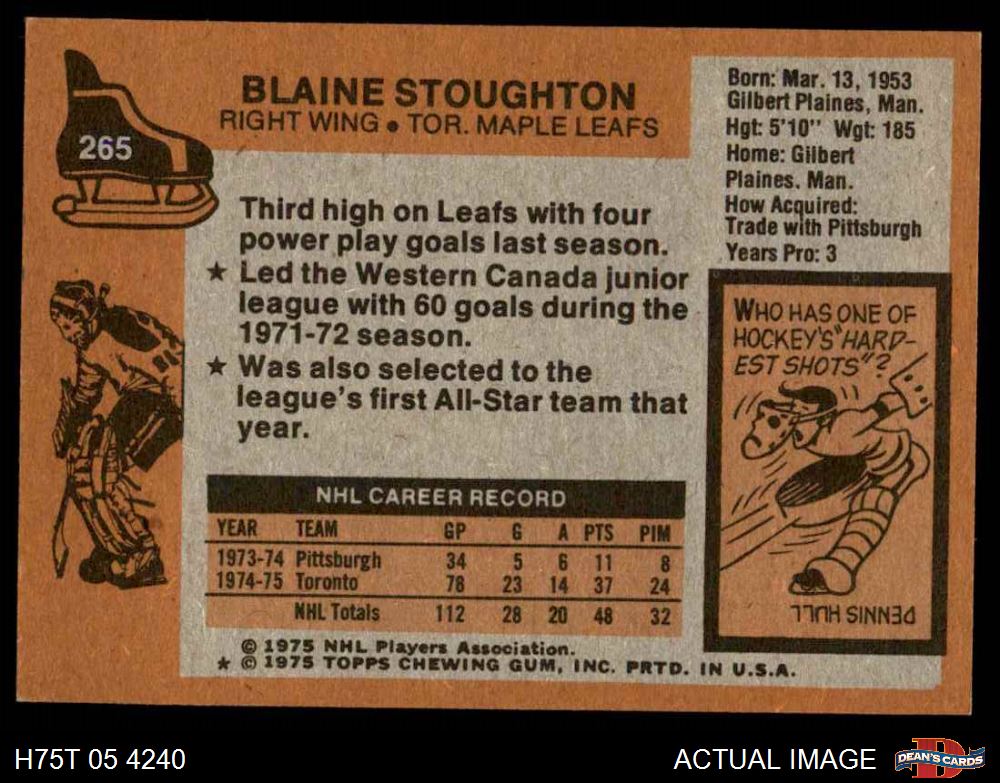 265
BLAINE STOUGHTON
RIGHT WING • TOR. MAPLE LEAFS
Born: Mar. 13, 1953
Gilbert Plaines, Man.
Hgt: 5'10" Wgt: 185
Home: Gilbert
Plaines. Man.
How Acquired:
Trade with Pittsburgh
Years Pro: 3
Third high on Leafs with four
power play goals last season.
★ Led the Western Canada junior
league with 60 goals during the
1971-72 season.
★ Was also selected to the
league's first All-Star team that
year.
WHO HAS ONE OF
HOCKEY'S "HARD-
EST SHOTS"?
DENNIS HULL
NHL CAREER RECORD
YEAR TEAM GP G A PTS PIM
1973-74 Pittsburgh 34 5 6 11 8
1974-75 Toronto 78 23 14 37 24
NHL Totals 112 28 20 48 32
© 1975 NHL Players Association.
★ © 1975 TOPPS CHEWING GUM, INC. PRTD. IN U.S.A.
H75T 05 4240
ACTUAL IMAGE
D
DEAN'S CARDS